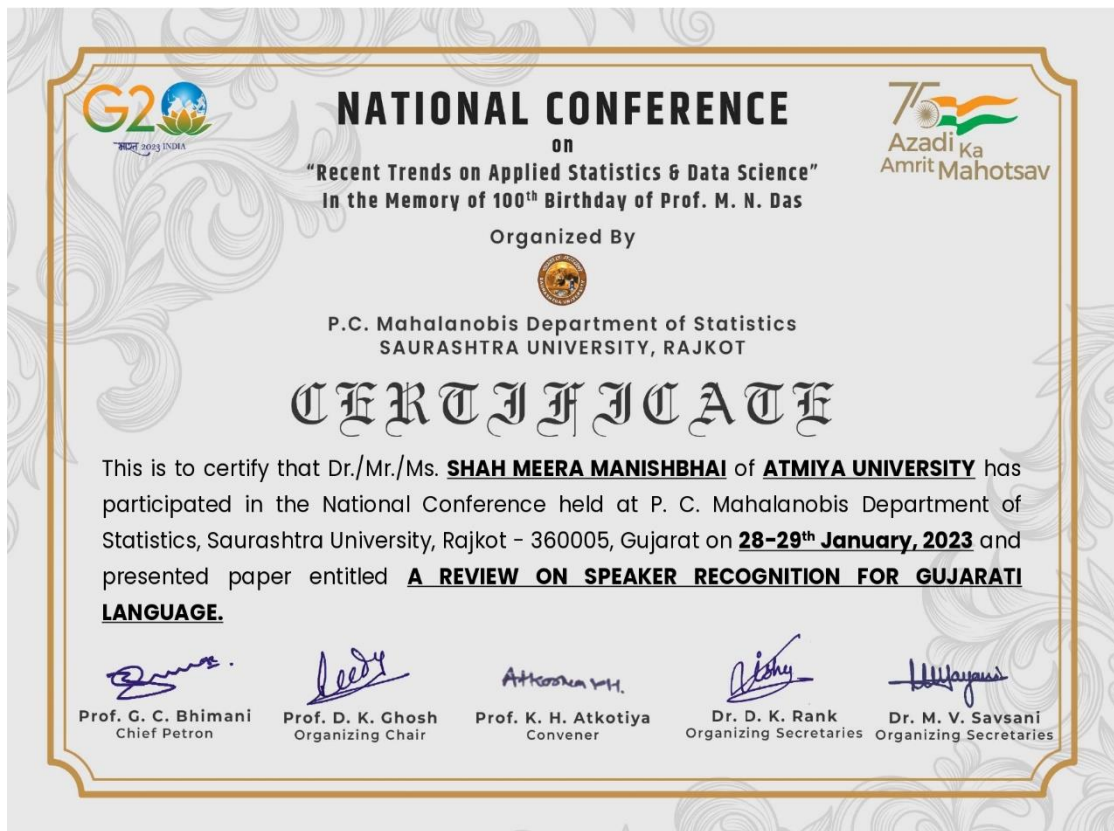 G20
भारत 2023 INDIA
75
Azadi Ka
Amrit Mahotsav
NATIONAL CONFERENCE
on
"Recent Trends on Applied Statistics & Data Science"
In the Memory of 100th Birthday of Prof. M. N. Das
Organized By
P.C. Mahalanobis Department of Statistics
SAURASHTRA UNIVERSITY, RAJKOT
CERTIFICATE
This is to certify that Dr./Mr./Ms. SHAH MEERA MANISHBHAI of ATMIYA UNIVERSITY has
participated in the National Conference held at P. C. Mahalanobis Department of
Statistics, Saurashtra University, Rajkot - 360005, Gujarat on 28-29th January, 2023 and
presented paper entitled A REVIEW ON SPEAKER RECOGNITION FOR GUJARATI
LANGUAGE.
Prof. G. C. Bhimani
Chief Petron
Prof. D. K. Ghosh
Organizing Chair
Prof. K. H. Atkotiya
Convener
Dr. D. K. Rank
Organizing Secretaries
Dr. M. V. Savsani
Organizing Secretaries